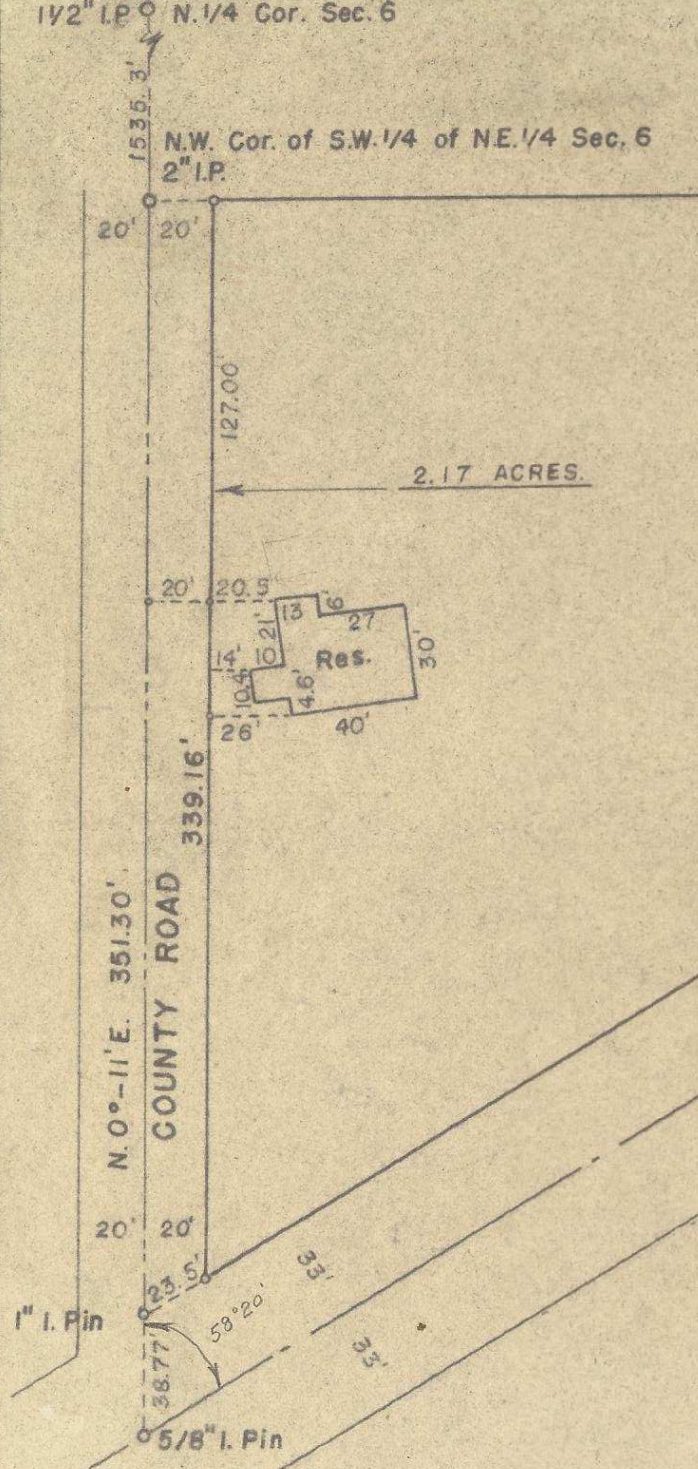 1 1/2" I.P. N. 1/4 Cor. Sec. 6
1535.3'
N.W. Cor. of S.W. 1/4 of N.E. 1/4 Sec. 6
2" I.P.
20' 20'
127.00'
2.17 ACRES.
20' 20.5
13 6'
27
10.21'
14'
Res.
30'
10.4
4.6'
26'
40'
339.16'
N. 0°-11' E. 351.30'
COUNTY ROAD
20' 20'
23.5'
33'
1" I. Pin
58°20'
38.77'
33'
5/8" I. Pin